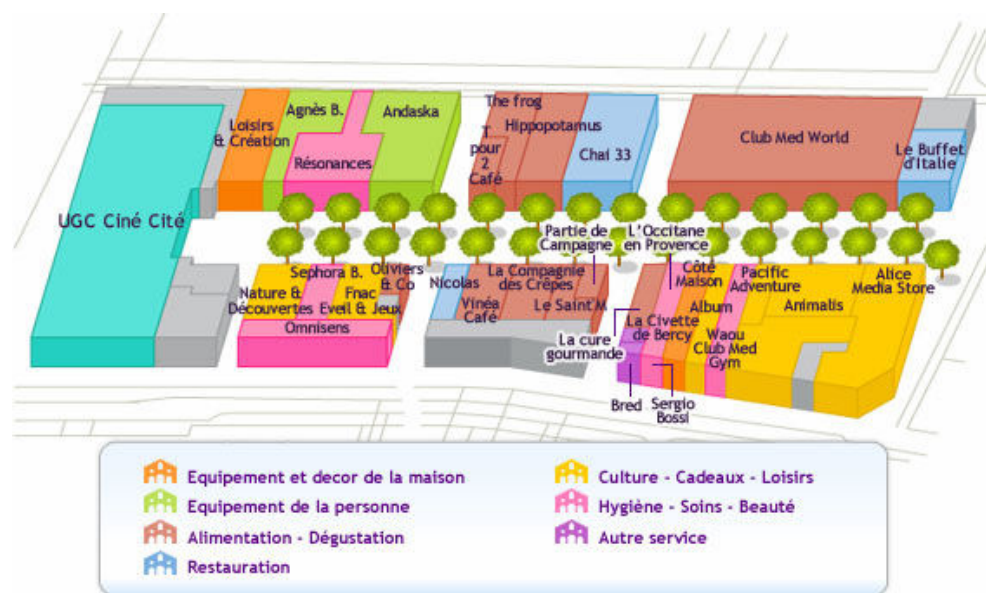 The frog
Agnès B.
Andaska
Loisirs
& Création
T
pour
2
Café
Hippopotamus
Club Med World
Résonances
Chai 33
Le Buffet
d'Italie
UGC Ciné Cité
Partie de
Campagne
L'Occitane
en Provence
Sephora B.
Oliviers
& Co
Nicolas
La Compagnie
des Crêpes
Côté
Maison
Pacific
Adventure
Alice
Media Store
Nature &
Découvertes
Fnac
Eveil & Jeux
Vinéa
Café
Le Saint M
Album
Animalis
Omnisens
La Civette
de Bercy
La cure
gourmande
Waou
Club Med
Gym
Bred
Sergio
Bossi
Equipement et decor de la maison
Equipement de la personne
Alimentation - Dégustation
Restauration
Culture - Cadeaux - Loisirs
Hygiène - Soins - Beauté
Autre service